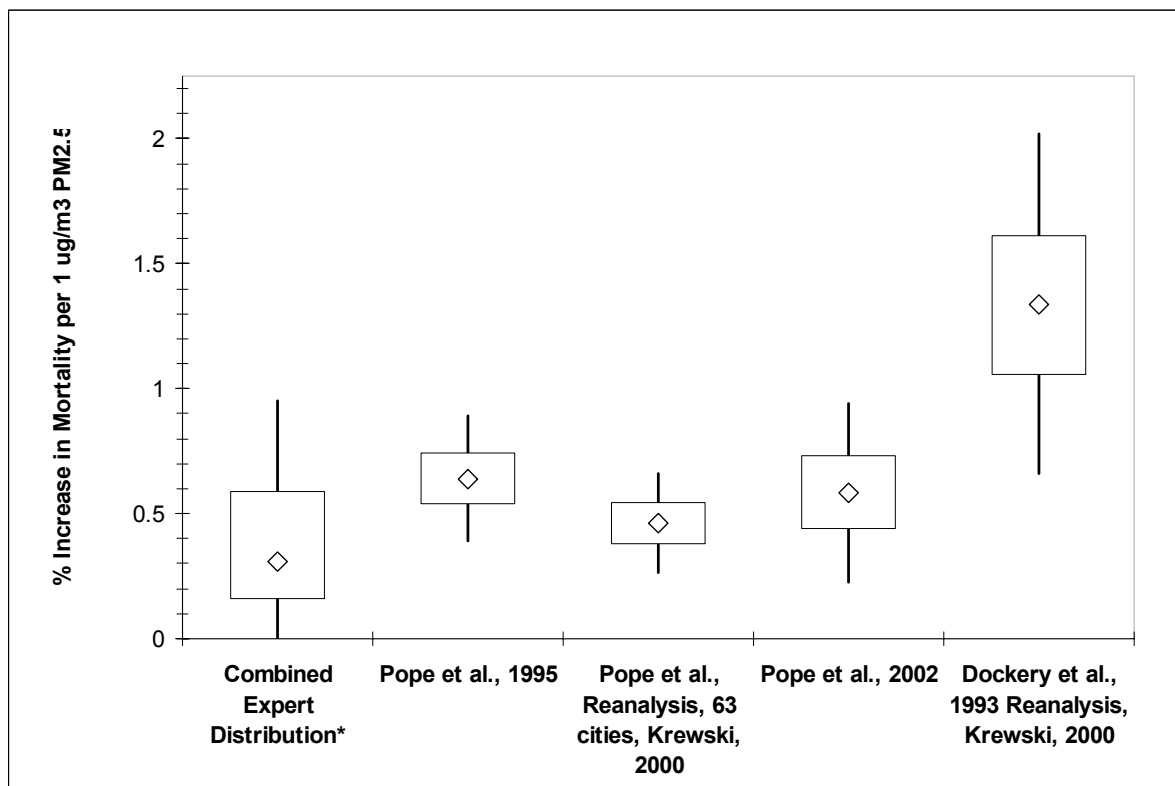 % Increase in Mortality per 1 ug/m3 PM2.5
2
1.5
1
0.5
0
Combined
Expert
Distribution*
Pope et al., 1995
Pope et al.,
Reanalysis, 63
cities, Krewski,
2000
Pope et al., 2002
Dockery et al.,
1993 Reanalysis,
Krewski, 2000